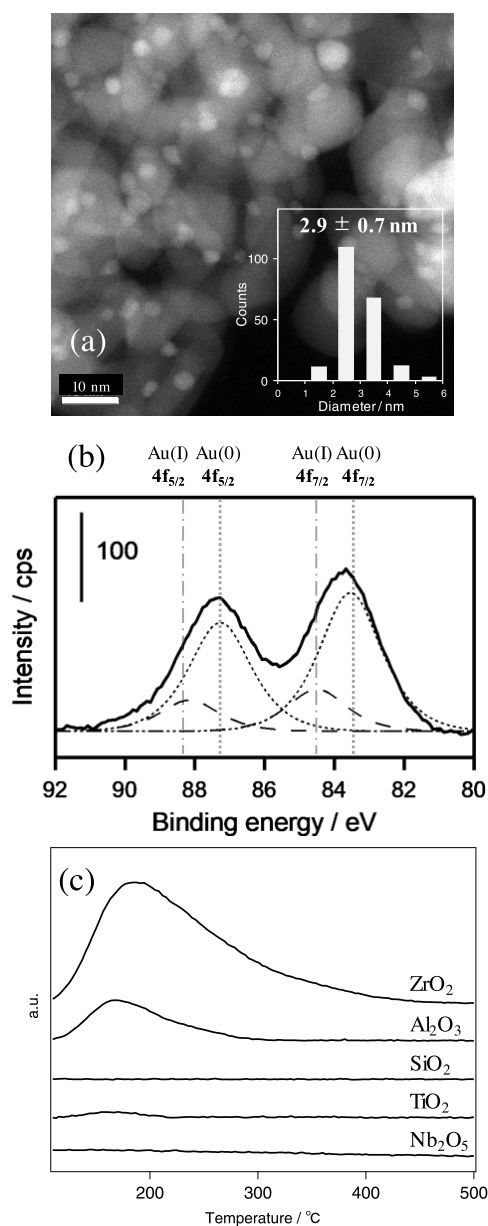 2.9 ± 0.7 nm
100
50
0
Counts
0 1 2 3 4 5 6
Diameter / nm
(a)
10 nm
(b)
Au(I) Au(0) Au(I) Au(0)
4f5/2 4f5/2 4f7/2 4f7/2
100
Intensity / cps
92 90 88 86 84 82 80
Binding energy / eV
(c)
ZrO2
Al2O3
SiO2
TiO2
Nb2O5
a.u.
200 300 400 500
Temperature / °C